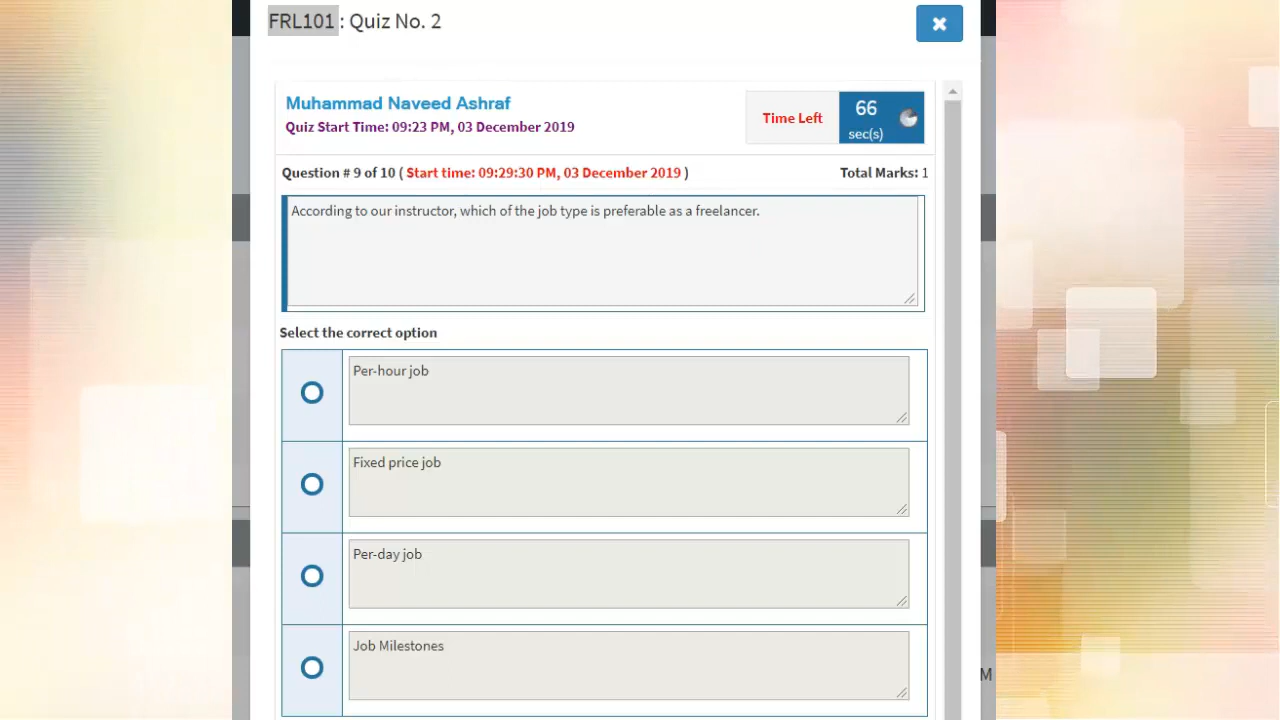 FRL101 : Quiz No. 2
Muhammad Naveed Ashraf
Quiz Start Time: 09:23 PM, 03 December 2019
Time Left
66
sec(s)
Question # 9 of 10 ( Start time: 09:29:30 PM, 03 December 2019 )
Total Marks: 1
According to our instructor, which of the job type is preferable as a freelancer.
Select the correct option
Per-hour job
Fixed price job
Per-day job
Job Milestones
M